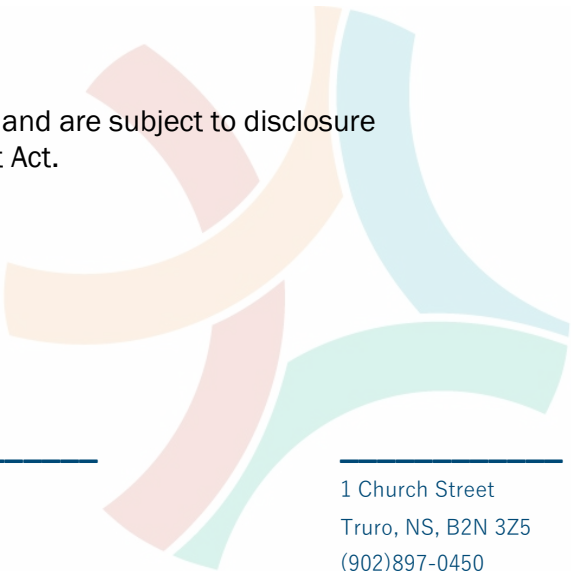 and are subject to disclosure
t Act.
1 Church Street
Truro, NS, B2N 3Z5
(902)897-0450